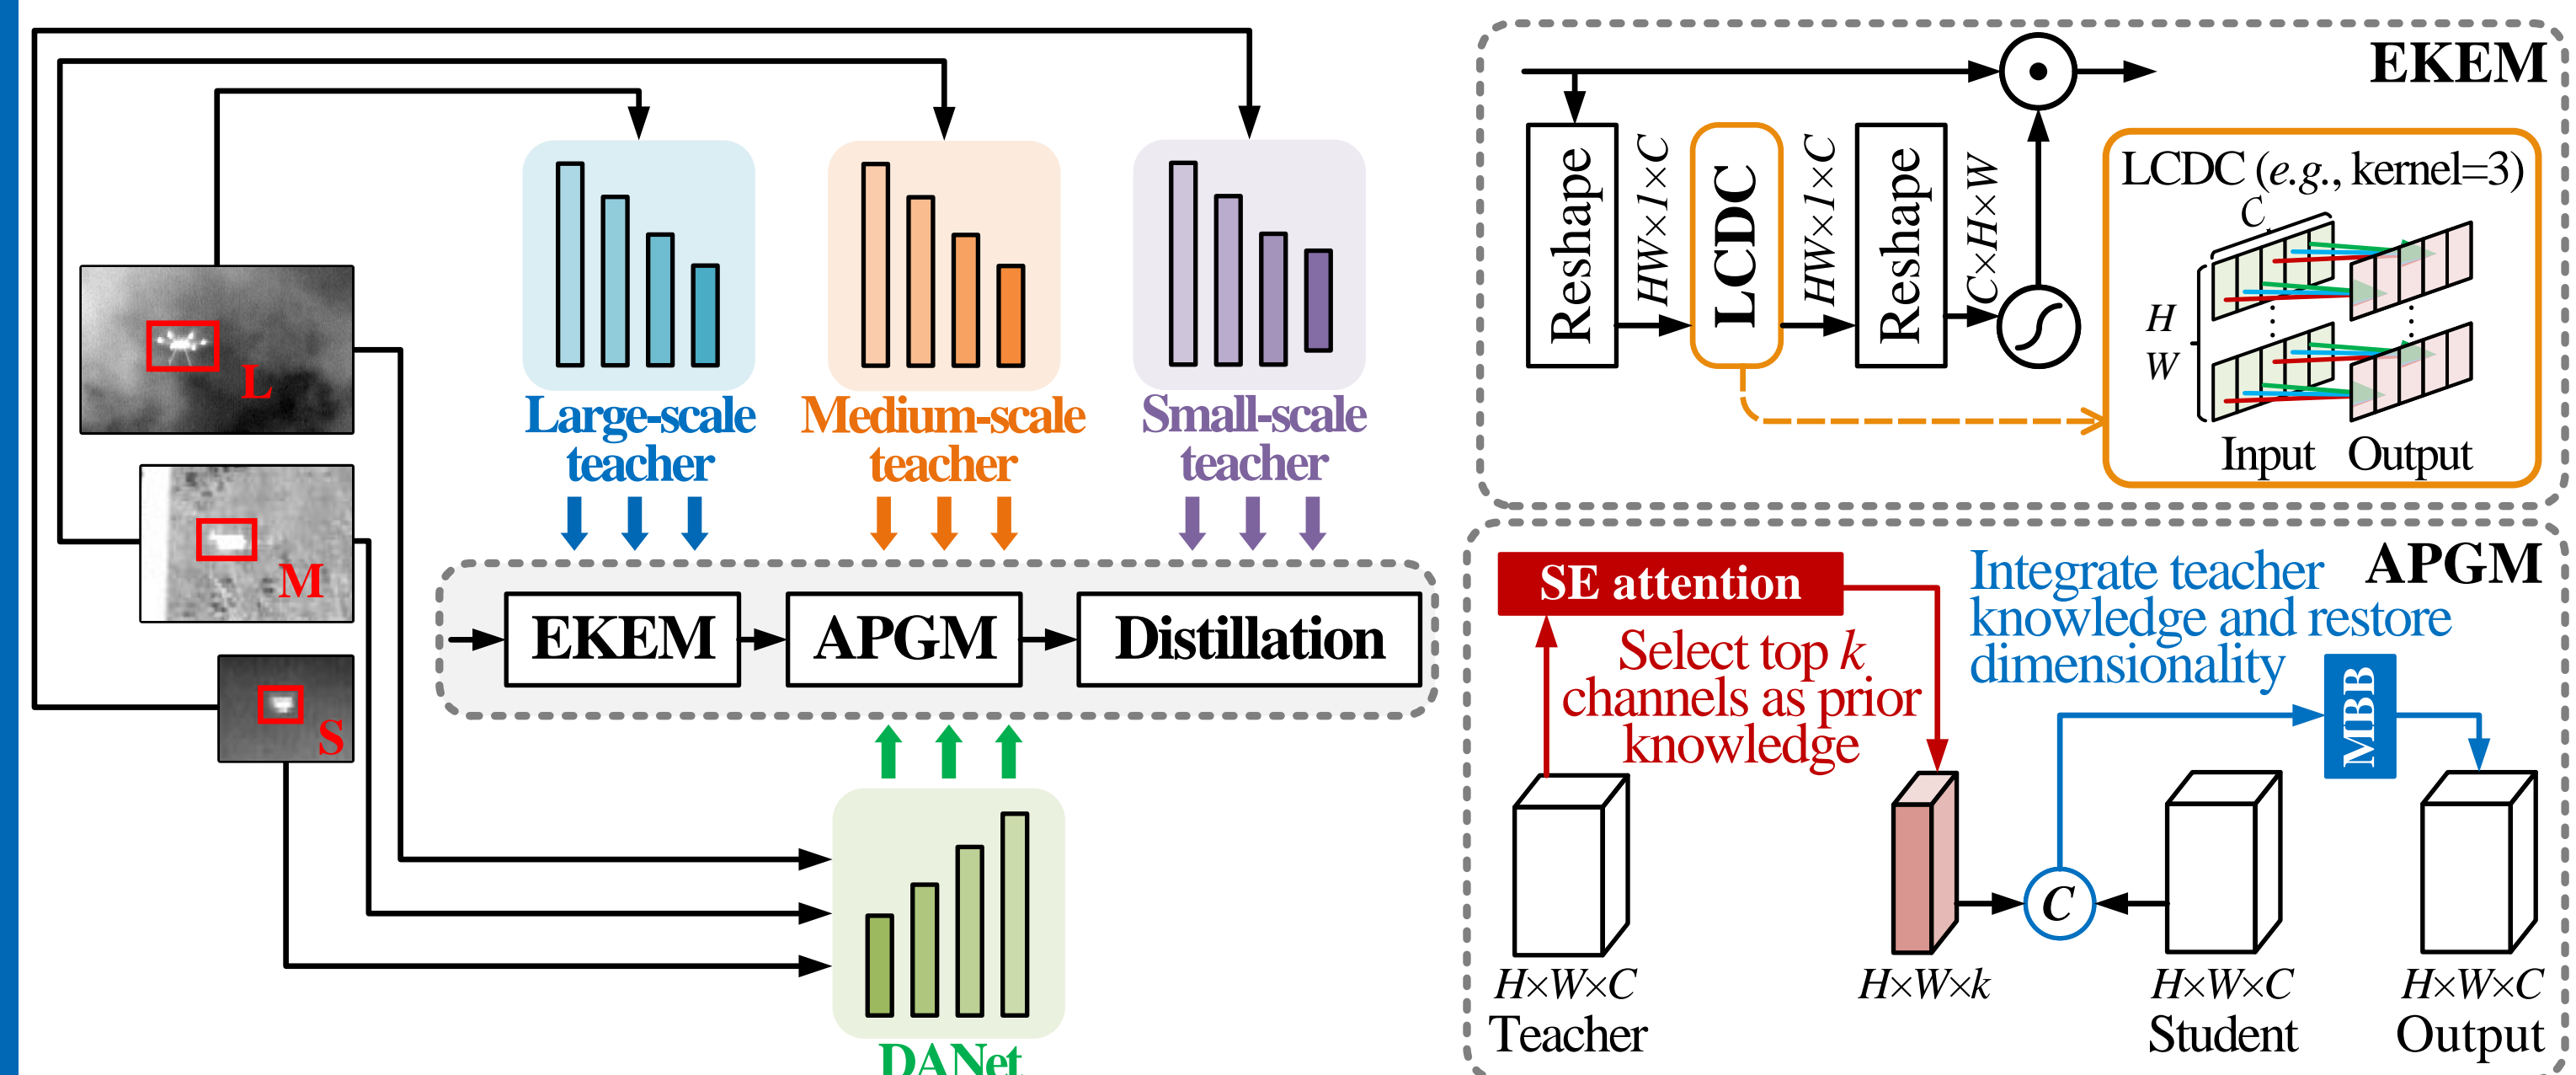 L
M
S
Large-scale
teacher
Medium-scale
teacher
Small-scale
teacher
EKEM
APGM
Distillation
DANet
EKEM
Reshape
HW×1×C
LCDC
HW×1×C
Reshape
C×H×W
LCDC (e.g., kernel=3)
C
H
W
Input
Output
APGM
SE attention
Select top k
channels as prior
knowledge
Integrate teacher
knowledge and restore
dimensionality
MBB
C
H×W×C
Teacher
H×W×k
H×W×C
Student
H×W×C
Output